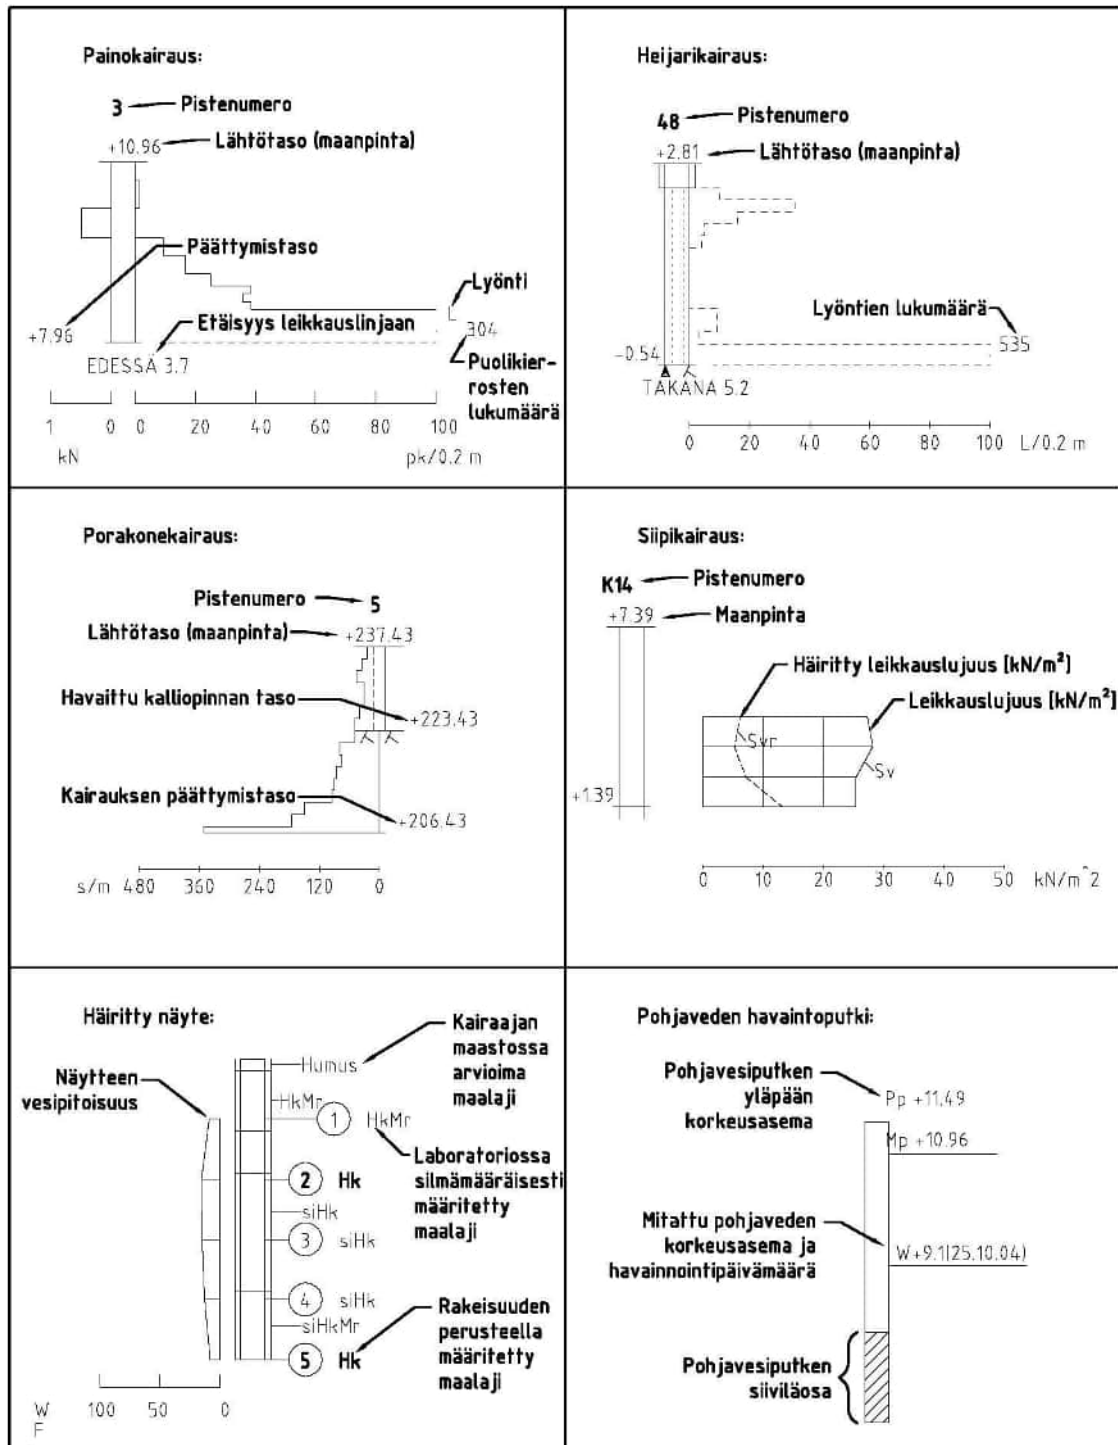 Painokairaus:
3
Pistenumero
+10.96
Lähtötaso (maanpinta)
Päättymistaso
Lyönti
+7.96
Etäisyys leikkauslinjaan
304
EDESSÄ 3.7
Puolikier-
rosten
lukumäärä
1 0 0 20 40 60 80 100
kN pk/0.2 m
Heijarikairaus:
48
Pistenumero
+2.81
Lähtötaso (maanpinta)
Lyöntien lukumäärä
535
-0.54
TAKANA 5.2
0 20 40 60 80 100 L/0.2 m
Porakonekairaus:
Pistenumero
5
Lähtötaso (maanpinta)
+237.43
Havaittu kalliopinnan taso
+223.43
Kairauksen päättymistaso
+206.43
s/m 480 360 240 120 0
Siipikairaus:
K14
Pistenumero
+7.39
Maanpinta
Häiritty leikkauslujuus [kN/m²]
Leikkauslujuus [kN/m²]
Svr
Sv
+1.39
0 10 20 30 40 50 kN/m^2
Häiritty näyte:
Kairaajan
maastossa
arvioima
maalaji
Humus
Näytteen
vesipitoisuus
HkMr
1 HkMr
Laboratoriossa
silmämääräisesti
määritetty
maalaji
2 Hk
siHk
3 siHk
4 siHk
siHkMr
5 Hk
Rakeisuuden
perusteella
määritetty
maalaji
W 100 50 0
F
Pohjaveden havaintoputki:
Pohjavesiputken
yläpään
korkeusasema
Pp +11.49
Mp +10.96
Mitattu pohjaveden
korkeusasema ja
havainnointipäivämäärä
W+9.1(25.10.04)
Pohjavesiputken
siiviläosa